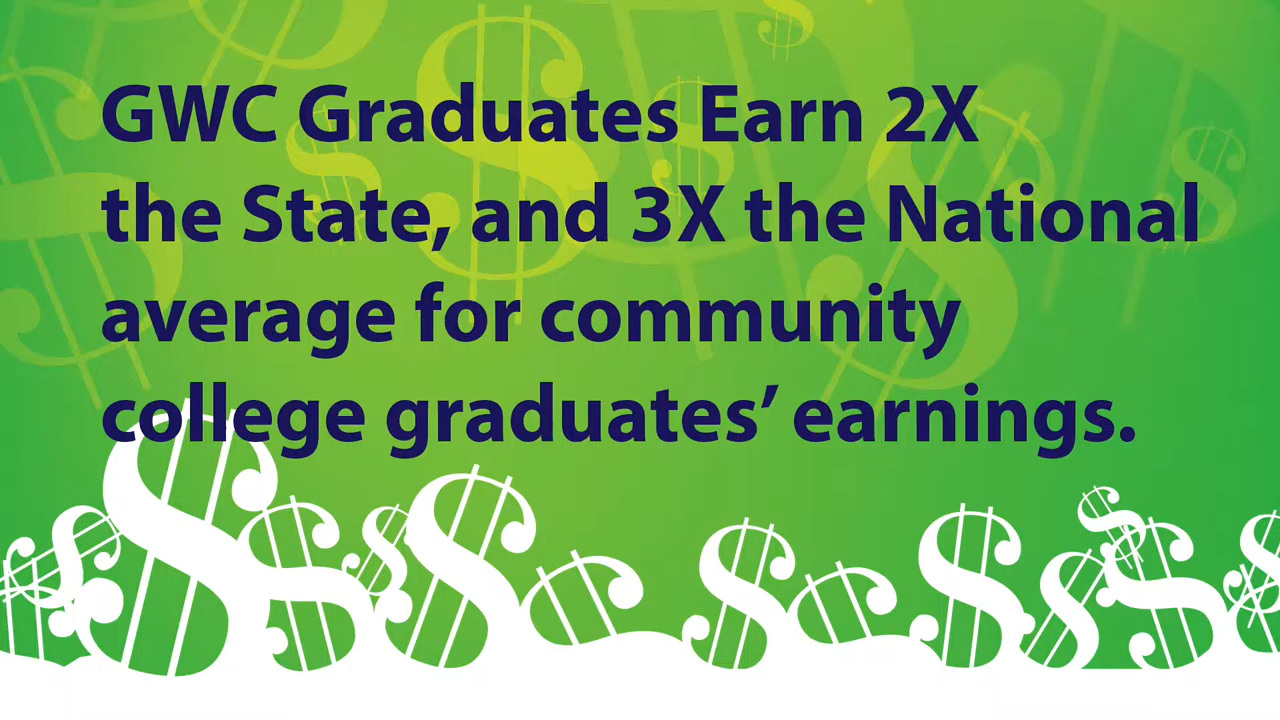 GWC Graduates Earn 2X
the State, and 3X the National
average for community
college graduates’ earnings.